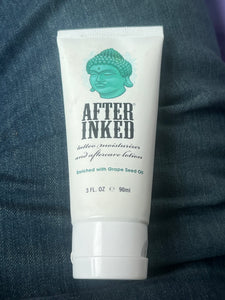 AFTER
INKED
tattoo moisturizer
and aftercare lotion
Enriched with Grape Seed Oil
3 FL. OZ 90ml